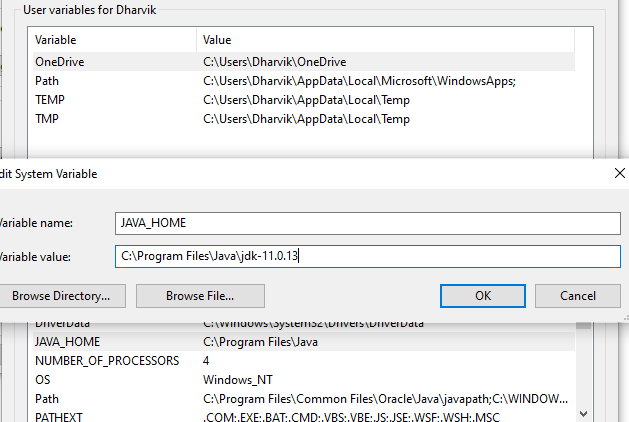 User variables for Dharvik
Variable Value
OneDrive C:\Users\Dharvik\OneDrive
Path C:\Users\Dharvik\AppData\Local\Microsoft\WindowsApps;
TEMP C:\Users\Dharvik\AppData\Local\Temp
TMP C:\Users\Dharvik\AppData\Local\Temp
dit System Variable
Variable name: JAVA_HOME
Variable value: C:\Program Files\Java\jdk-11.0.13
Browse Directory... Browse File... OK Cancel
DriverData C:\Windows\System32\Drivers\DriverData
JAVA_HOME C:\Program Files\Java
NUMBER_OF_PROCESSORS 4
OS Windows_NT
Path C:\Program Files\Common Files\Oracle\Java\javapath;C:\WINDOW...
PATHEXT .COM;.EXE;.BAT;.CMD;.VBS;.VBE;.JS;.JSE;.WSF;.WSH;.MSC